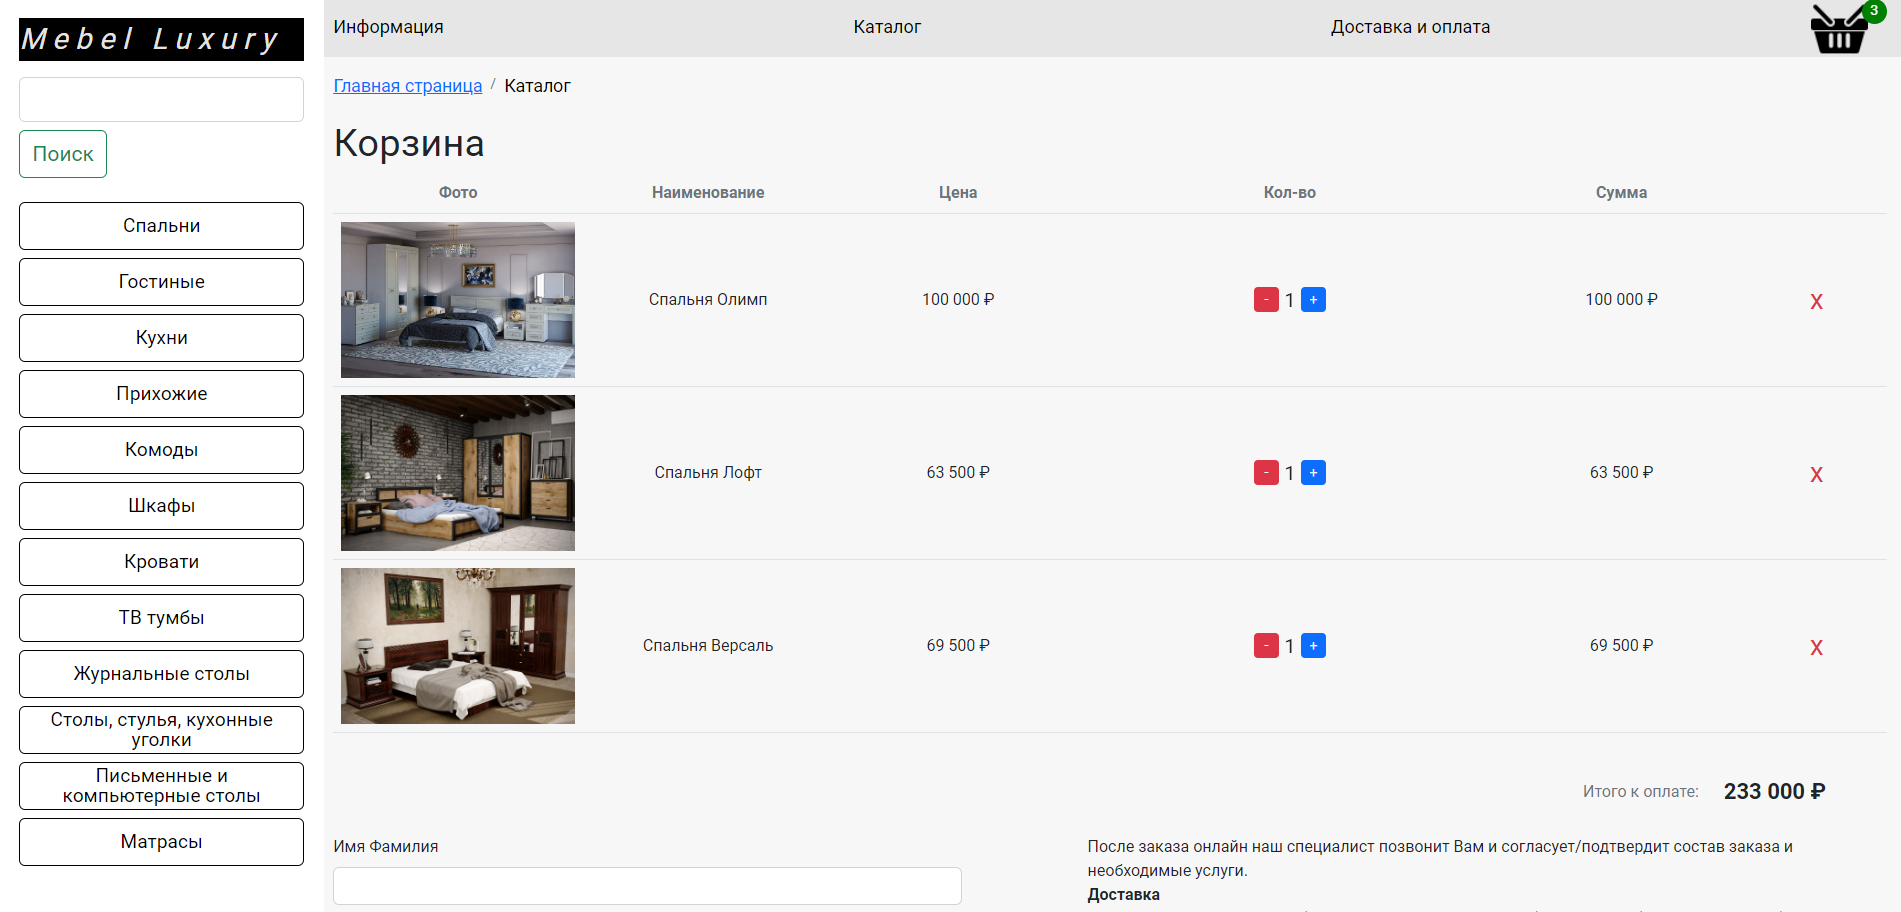 Mebel Luxury
Поиск
Спальни
Гостиные
Кухни
Прихожие
Комоды
Шкафы
Кровати
ТВ тумбы
Журнальные столы
Столы, стулья, кухонные
уголки
Письменные и
компьютерные столы
Матрасы
Информация Каталог Доставка и оплата 3
Главная страница / Каталог
Корзина
Фото Наименование Цена Кол-во Сумма
Спальня Олимп 100 000 ₽ - 1 + 100 000 ₽ X
Спальня Лофт 63 500 ₽ - 1 + 63 500 ₽ X
Спальня Версаль 69 500 ₽ - 1 + 69 500 ₽ X
Итого к оплате: 233 000 ₽
Имя Фамилия
После заказа онлайн наш специалист позвонит Вам и согласует/подтвердит состав заказа и
необходимые услуги.
Доставка